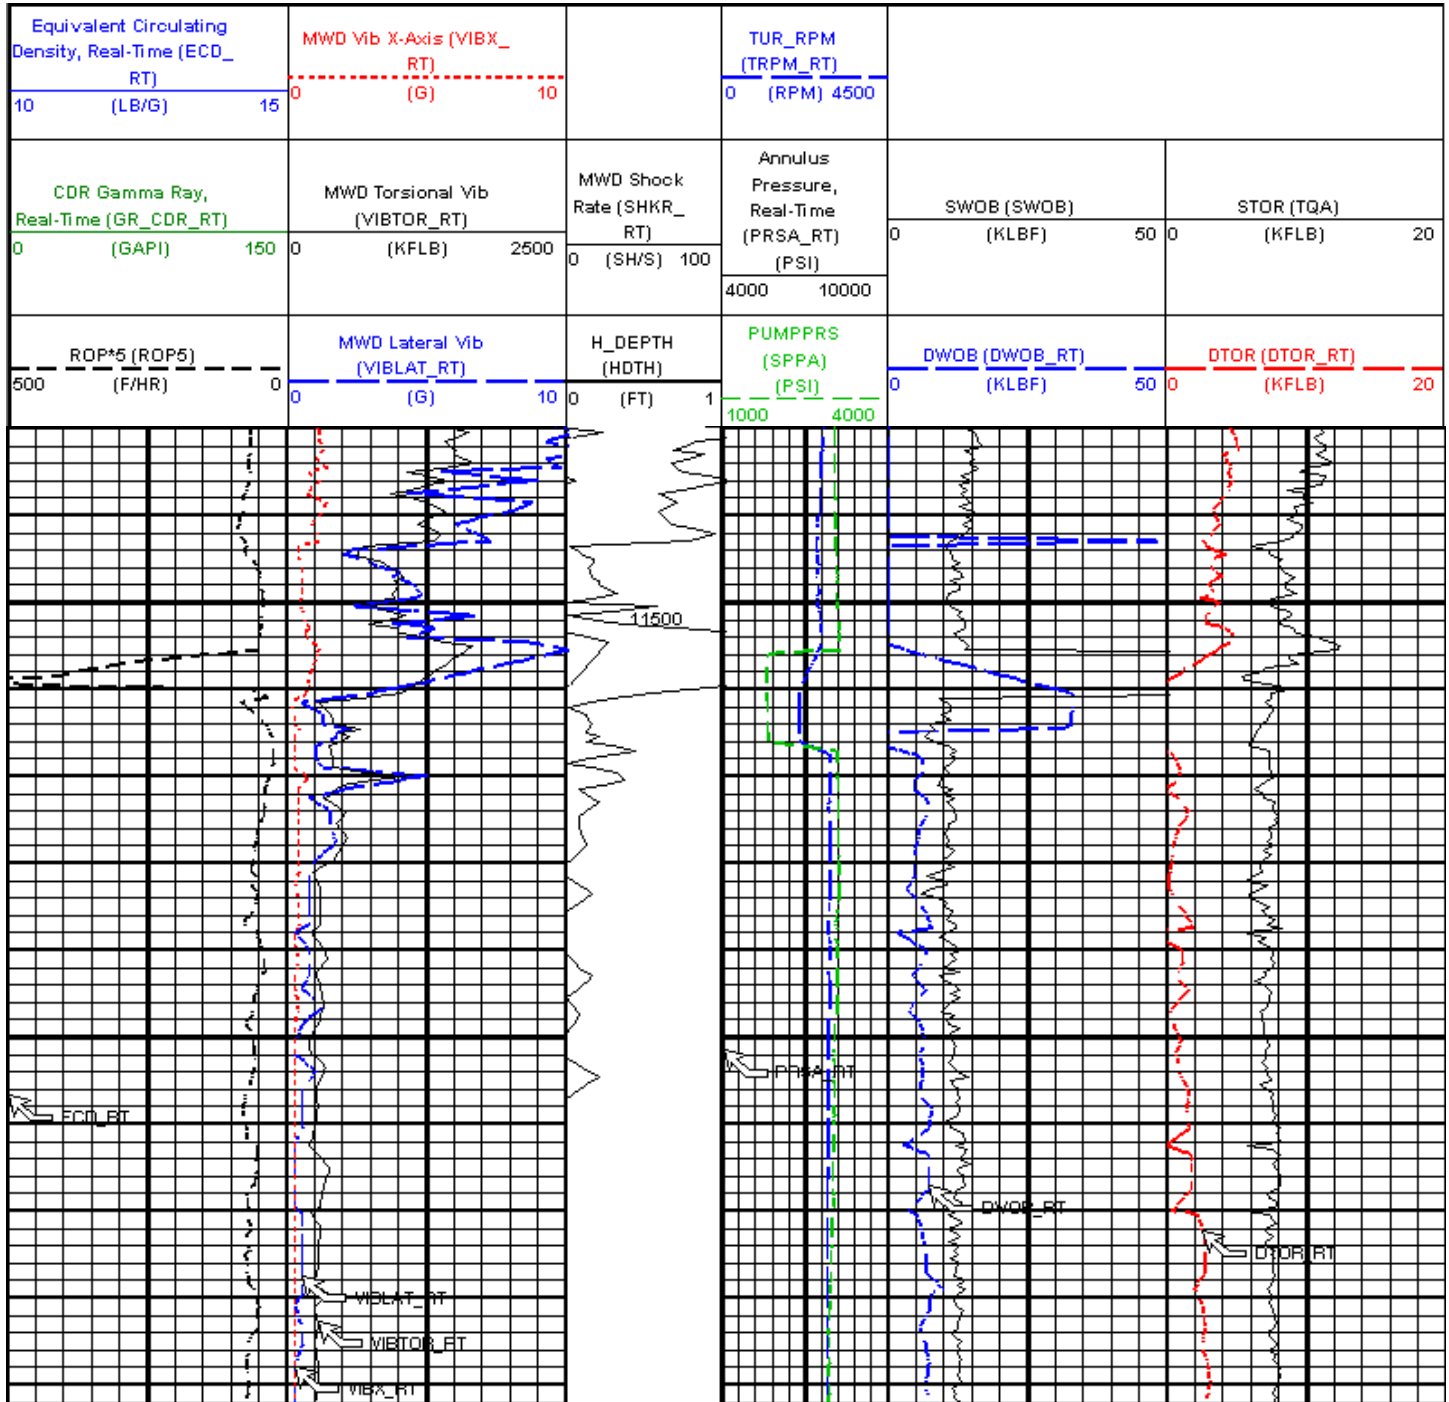 Equivalent Circulating
Density, Real-Time (ECD_
RT)
10 (LB/G) 15
MWD Vib X-Axis (VIBX_
RT)
0 (G) 10
TUR_RPM
(TRPM_RT)
0 (RPM) 4500
CDR Gamma Ray,
Real-Time (GR_CDR_RT)
0 (GAPI) 150
MWD Torsional Vib
(VIBTOR_RT)
0 (KFLB) 2500
MWD Shock
Rate (SHKR_
RT)
0 (SH/S) 100
Annulus
Pressure,
Real-Time
(PRSA_RT)
(PSI)
4000 10000
SWOB (SWOB)
0 (KLBF) 50
STOR (TQA)
0 (KFLB) 20
ROP*5 (ROP5)
500 (F/HR) 0
MWD Lateral Vib
(VIBLAT_RT)
0 (G) 10
H_DEPTH
(HDTH)
0 (FT) 1
PUMPPRS
(SPPA)
(PSI)
1000 4000
DWOB (DWOB_RT)
0 (KLBF) 50
DTOR (DTOR_RT)
0 (KFLB) 20
11500
PRSA_RT
ECD_RT
DWOB_RT
DTOR_RT
VIBLAT_RT
VIBTOR_RT
VIBX_RT